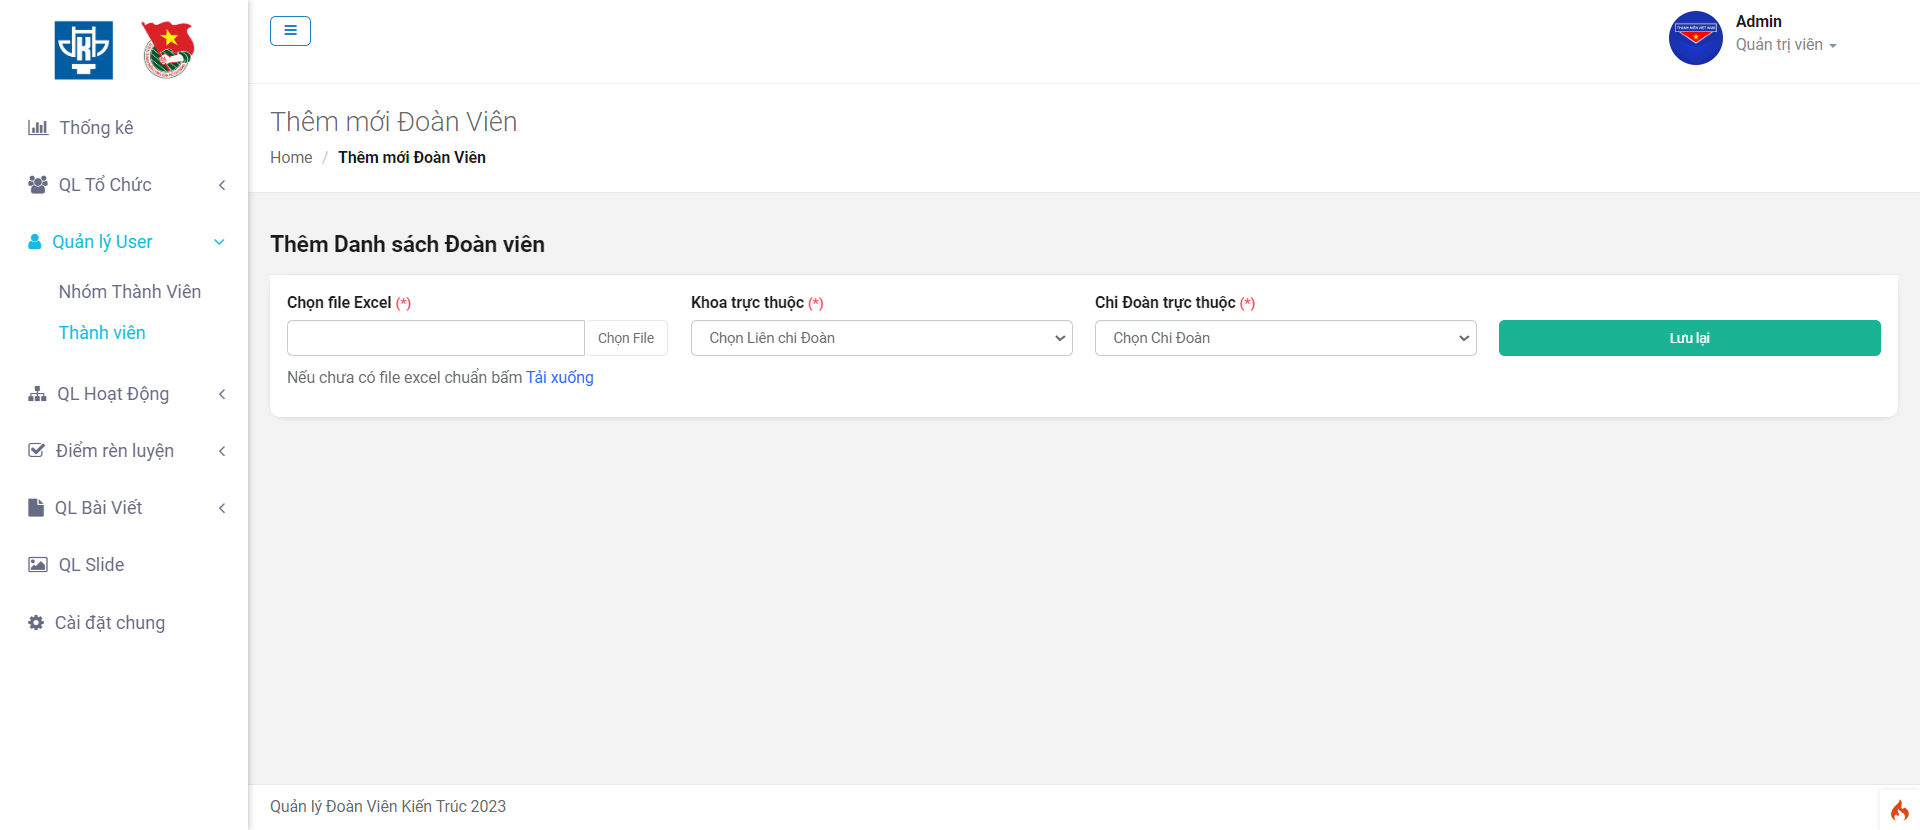 Admin
Quản trị viên
Thống kê
QL Tổ Chức
Quản lý User
Nhóm Thành Viên
Thành viên
QL Hoạt Động
Điểm rèn luyện
QL Bài Viết
QL Slide
Cài đặt chung
Thêm mới Đoàn Viên
Home / Thêm mới Đoàn Viên
Thêm Danh sách Đoàn viên
Chọn file Excel (*)
Chọn File
Nếu chưa có file excel chuẩn bấm Tải xuống
Khoa trực thuộc (*)
Chọn Liên chi Đoàn
Chi Đoàn trực thuộc (*)
Chọn Chi Đoàn
Lưu lại
Quản lý Đoàn Viên Kiến Trúc 2023